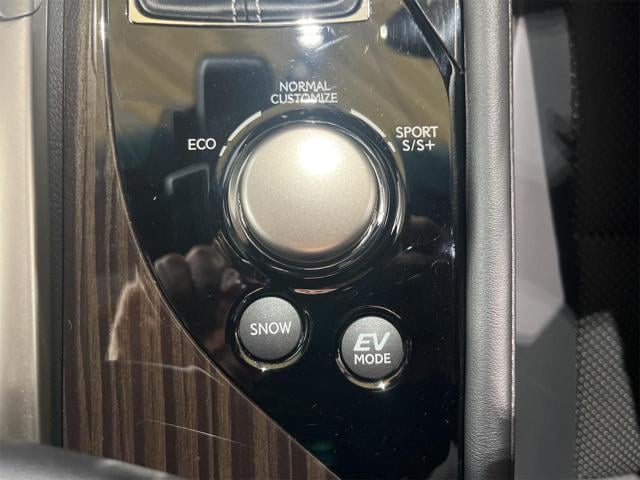 NORMAL
CUSTOMIZE
ECO
SPORT
S/S+
SNOW
EV
MODE